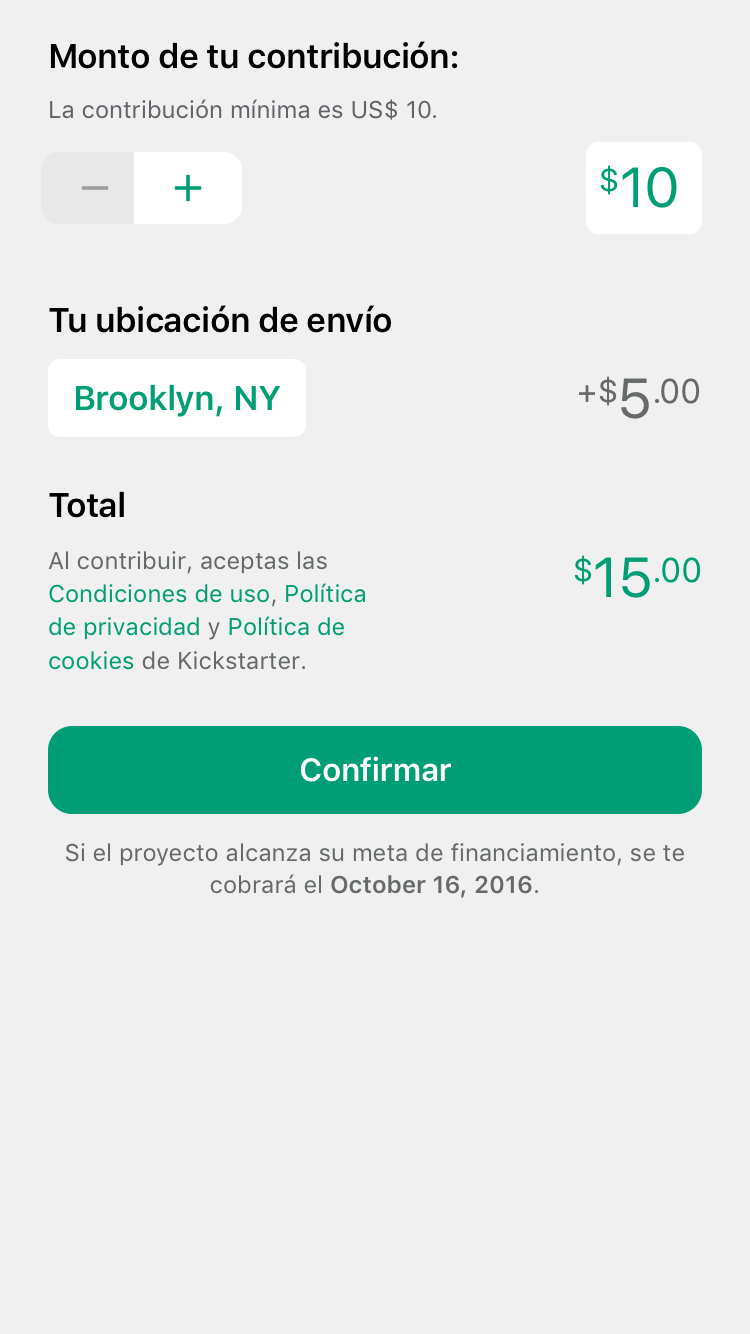 Monto de tu contribución:
La contribución mínima es US$ 10.
− +
$10
Tu ubicación de envío
Brooklyn, NY
+$5.00
Total
Al contribuir, aceptas las
Condiciones de uso, Política
de privacidad y Política de
cookies de Kickstarter.
$15.00
Confirmar
Si el proyecto alcanza su meta de financiamiento, se te
cobrará el October 16, 2016.